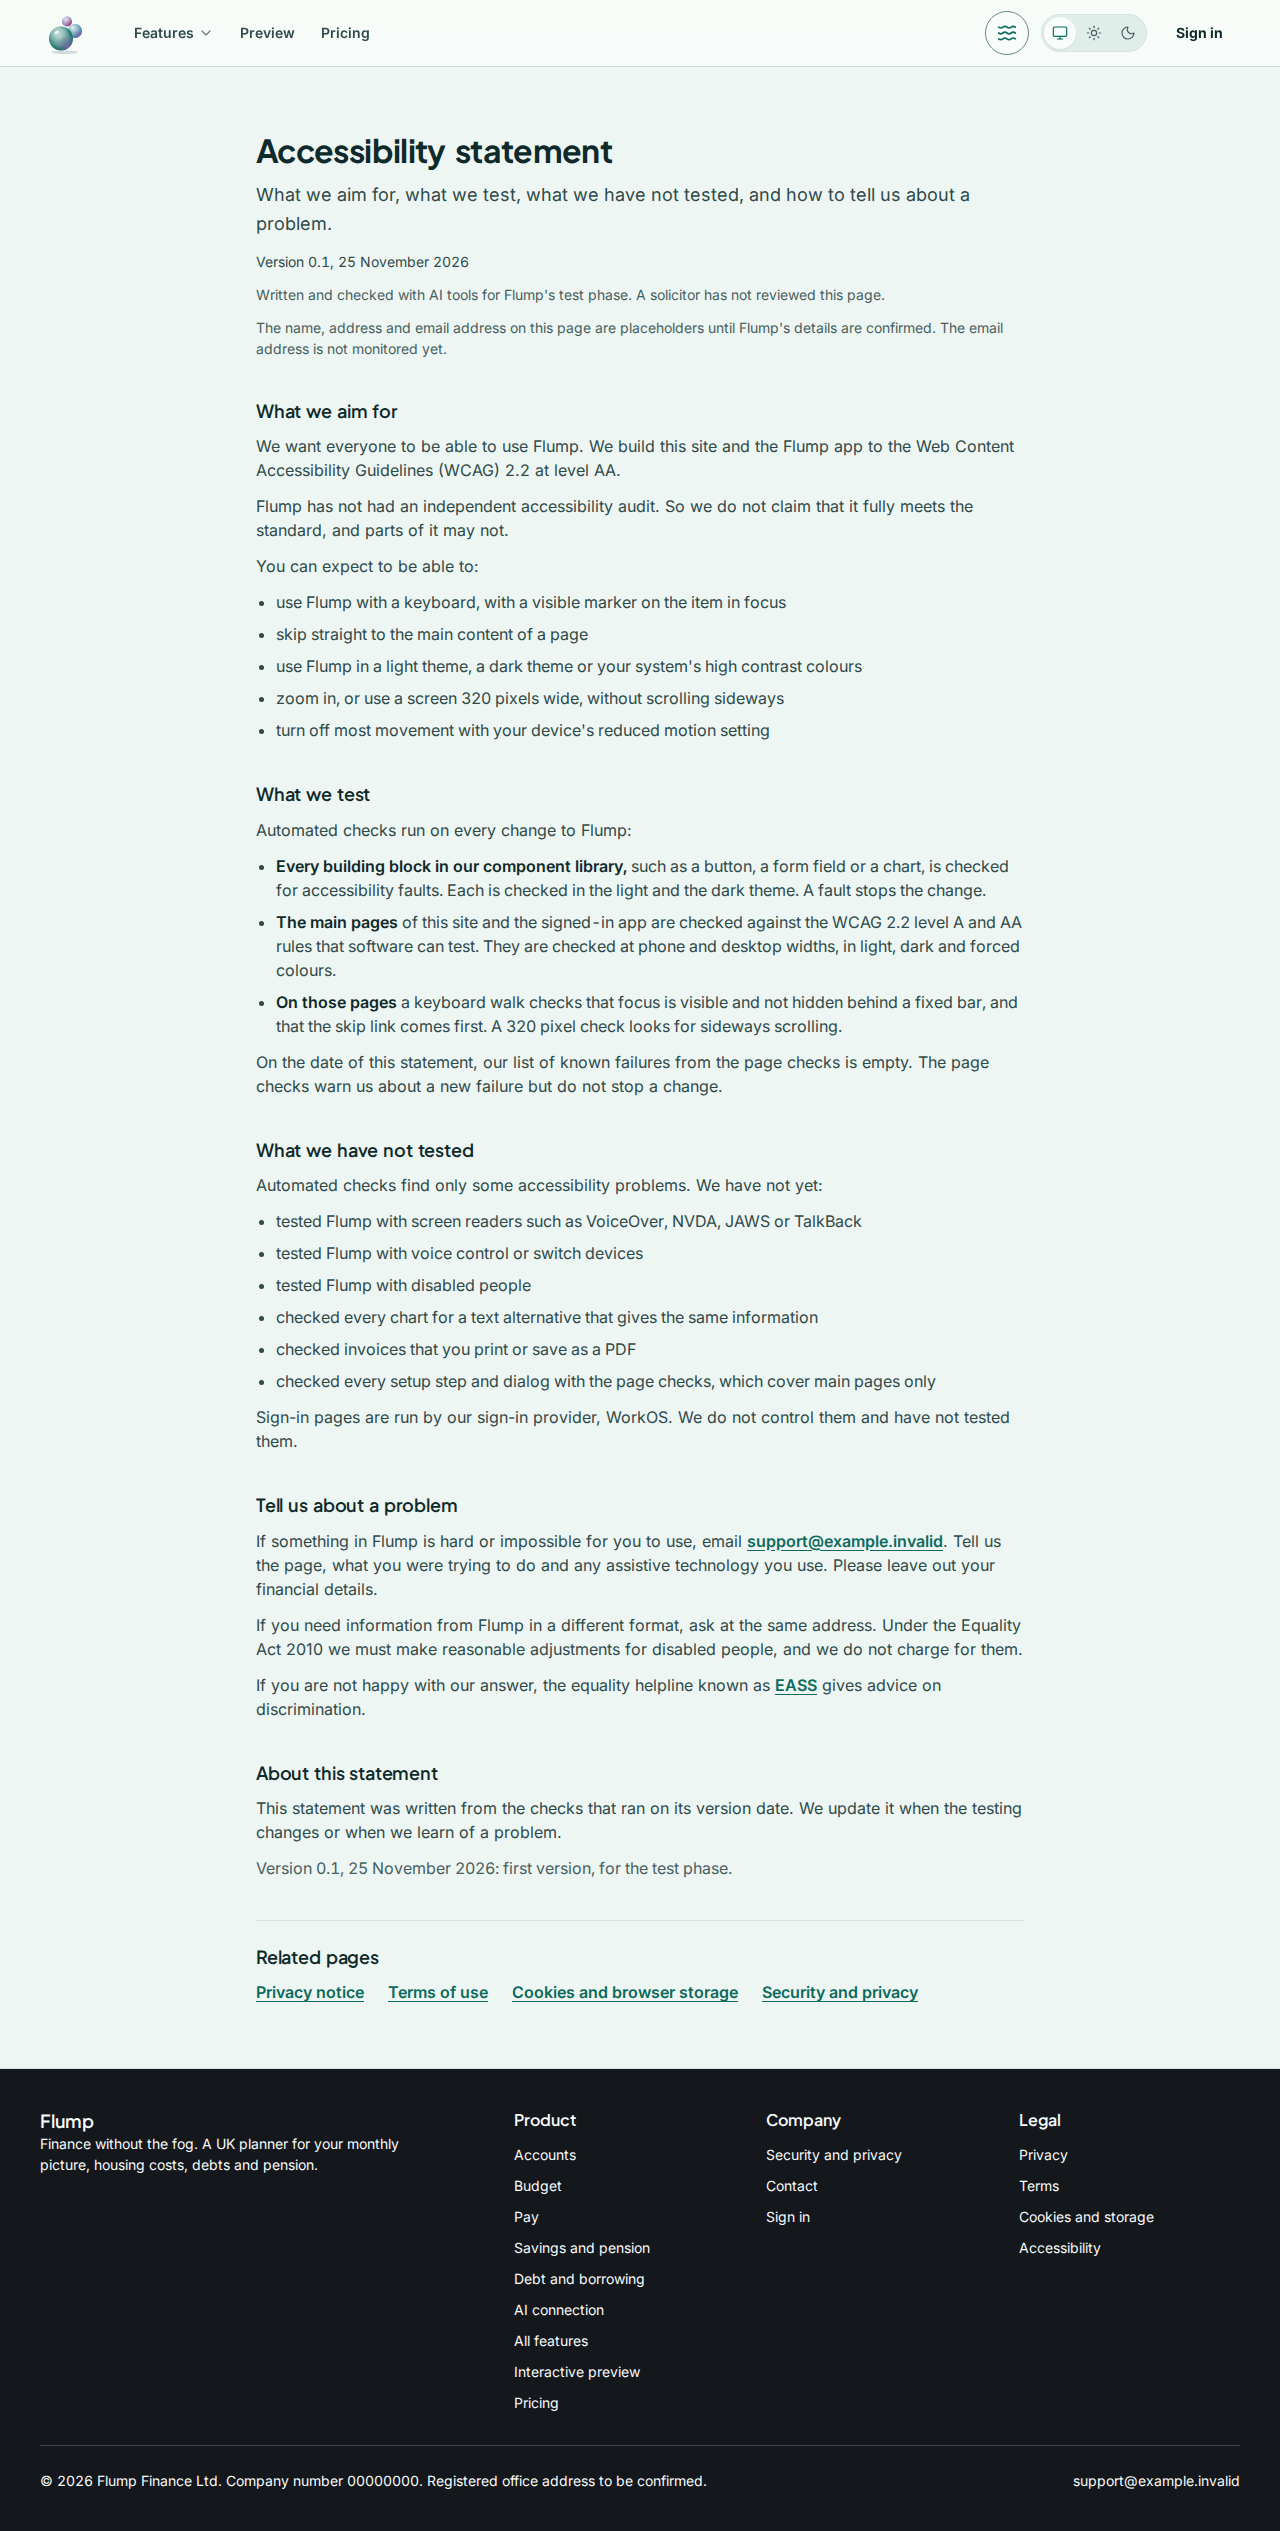 Features
Preview
Pricing
Sign in
Accessibility statement
What we aim for, what we test, what we have not tested, and how to tell us about a
problem.
Version 0.1, 25 November 2026
Written and checked with AI tools for Flump's test phase. A solicitor has not reviewed this page.
The name, address and email address on this page are placeholders until Flump's details are confirmed. The email
address is not monitored yet.
What we aim for
We want everyone to be able to use Flump. We build this site and the Flump app to the Web Content
Accessibility Guidelines (WCAG) 2.2 at level AA.
Flump has not had an independent accessibility audit. So we do not claim that it fully meets the
standard, and parts of it may not.
You can expect to be able to:
• use Flump with a keyboard, with a visible marker on the item in focus
• skip straight to the main content of a page
• use Flump in a light theme, a dark theme or your system's high contrast colours
• zoom in, or use a screen 320 pixels wide, without scrolling sideways
• turn off most movement with your device's reduced motion setting
What we test
Automated checks run on every change to Flump:
• Every building block in our component library, such as a button, a form field or a chart, is checked
for accessibility faults. Each is checked in the light and the dark theme. A fault stops the change.
• The main pages of this site and the signed-in app are checked against the WCAG 2.2 level A and AA
rules that software can test. They are checked at phone and desktop widths, in light, dark and forced
colours.
• On those pages a keyboard walk checks that focus is visible and not hidden behind a fixed bar, and
that the skip link comes first. A 320 pixel check looks for sideways scrolling.
On the date of this statement, our list of known failures from the page checks is empty. The page
checks warn us about a new failure but do not stop a change.
What we have not tested
Automated checks find only some accessibility problems. We have not yet:
• tested Flump with screen readers such as VoiceOver, NVDA, JAWS or TalkBack
• tested Flump with voice control or switch devices
• tested Flump with disabled people
• checked every chart for a text alternative that gives the same information
• checked invoices that you print or save as a PDF
• checked every setup step and dialog with the page checks, which cover main pages only
Sign-in pages are run by our sign-in provider, WorkOS. We do not control them and have not tested
them.
Tell us about a problem
If something in Flump is hard or impossible for you to use, email support@example.invalid. Tell us
the page, what you were trying to do and any assistive technology you use. Please leave out your
financial details.
If you need information from Flump in a different format, ask at the same address. Under the Equality
Act 2010 we must make reasonable adjustments for disabled people, and we do not charge for them.
If you are not happy with our answer, the equality helpline known as EASS gives advice on
discrimination.
About this statement
This statement was written from the checks that ran on its version date. We update it when the testing
changes or when we learn of a problem.
Version 0.1, 25 November 2026: first version, for the test phase.
Related pages
Privacy notice
Terms of use
Cookies and browser storage
Security and privacy
Flump
Finance without the fog. A UK planner for your monthly
picture, housing costs, debts and pension.
Product
Accounts
Budget
Pay
Savings and pension
Debt and borrowing
AI connection
All features
Interactive preview
Pricing
Company
Security and privacy
Contact
Sign in
Legal
Privacy
Terms
Cookies and storage
Accessibility
© 2026 Flump Finance Ltd. Company number 00000000. Registered office address to be confirmed.
support@example.invalid